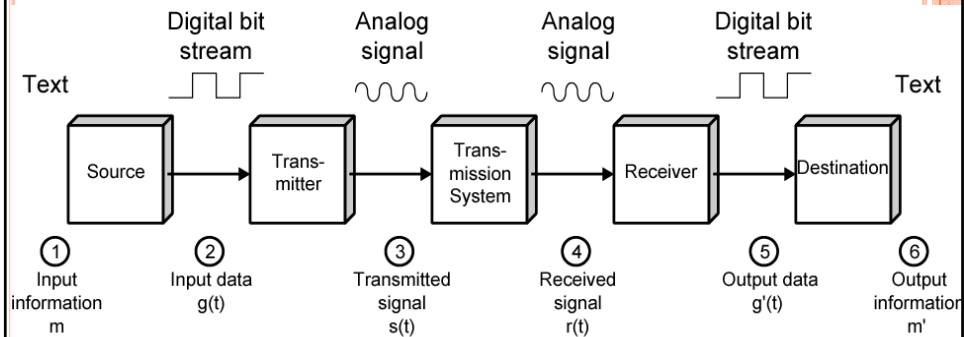 Digital bit
stream
Analog
signal
Analog
signal
Digital bit
stream
Text
Text
Source
Trans-
mitter
Trans-
mission
System
Receiver
Destination
1
Input
information
m
2
Input data
g(t)
3
Transmitted
signal
s(t)
4
Received
signal
r(t)
5
Output data
g'(t)
6
Output
information
m'